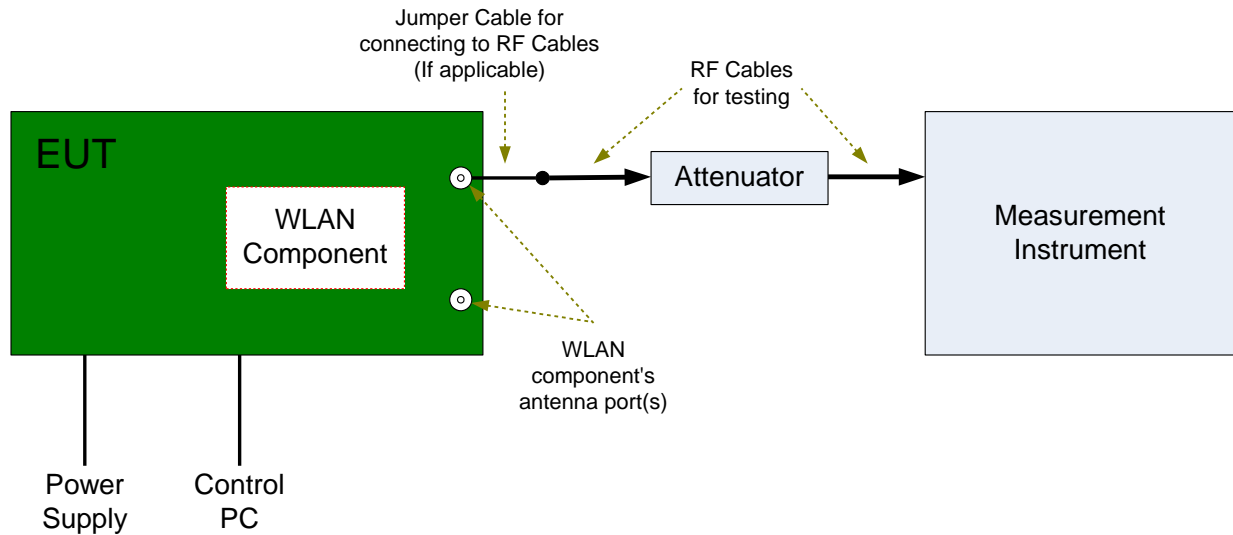 Jumper Cable for
connecting to RF Cables
(If applicable)
RF Cables
for testing
EUT
WLAN
Component
Attenuator
Measurement
Instrument
WLAN
component's
antenna port(s)
Power
Supply
Control
PC